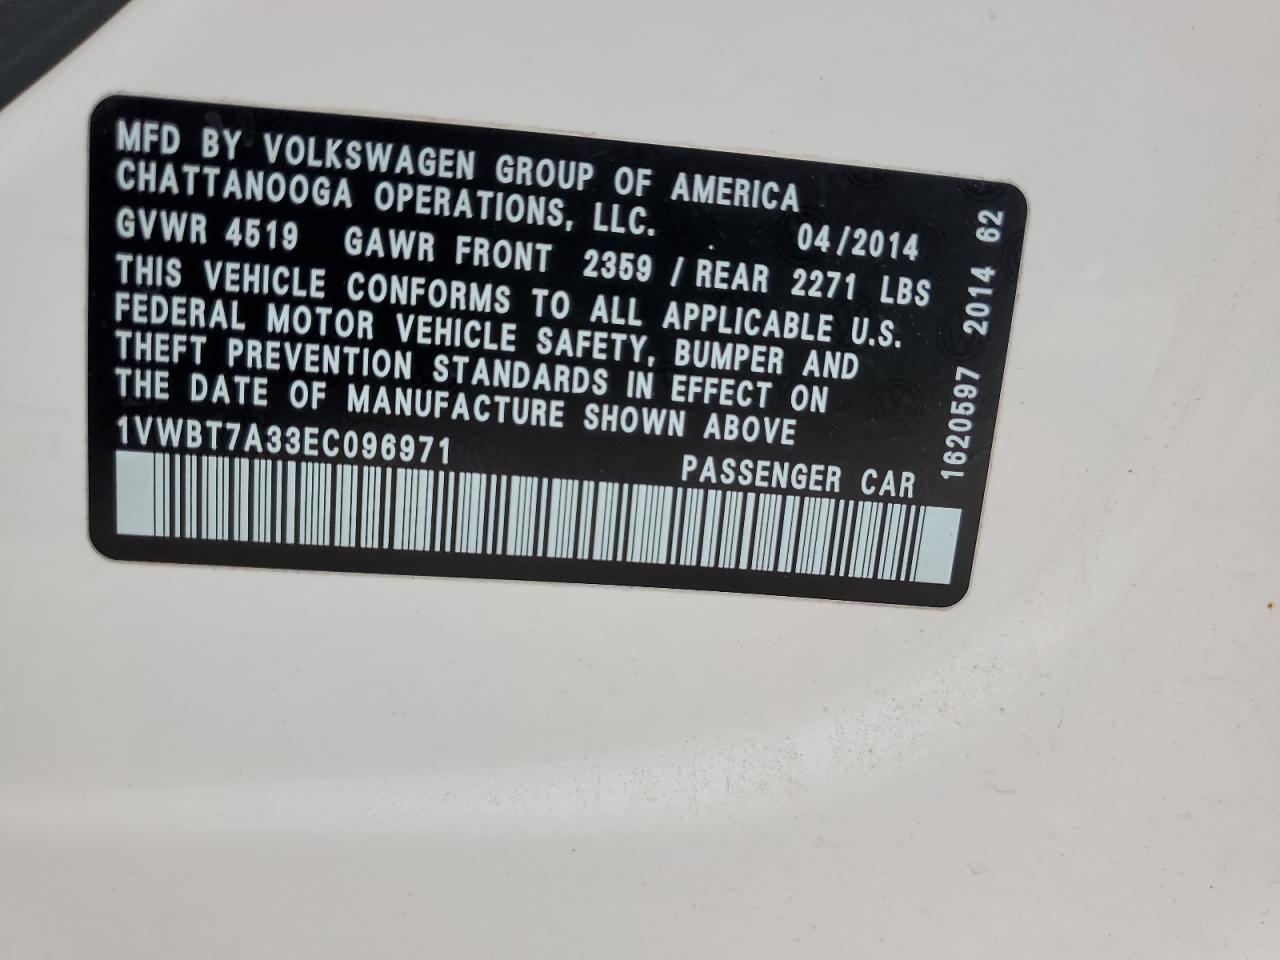 MFD BY VOLKSWAGEN GROUP OF AMERICA
CHATTANOOGA OPERATIONS, LLC. 04/2014
GVWR 4519 GAWR FRONT 2359 / REAR 2271 LBS
THIS VEHICLE CONFORMS TO ALL APPLICABLE U.S.
FEDERAL MOTOR VEHICLE SAFETY, BUMPER AND
THEFT PREVENTION STANDARDS IN EFFECT ON
THE DATE OF MANUFACTURE SHOWN ABOVE
1VWBT7A33EC096971 PASSENGER CAR
1620597 2014 62